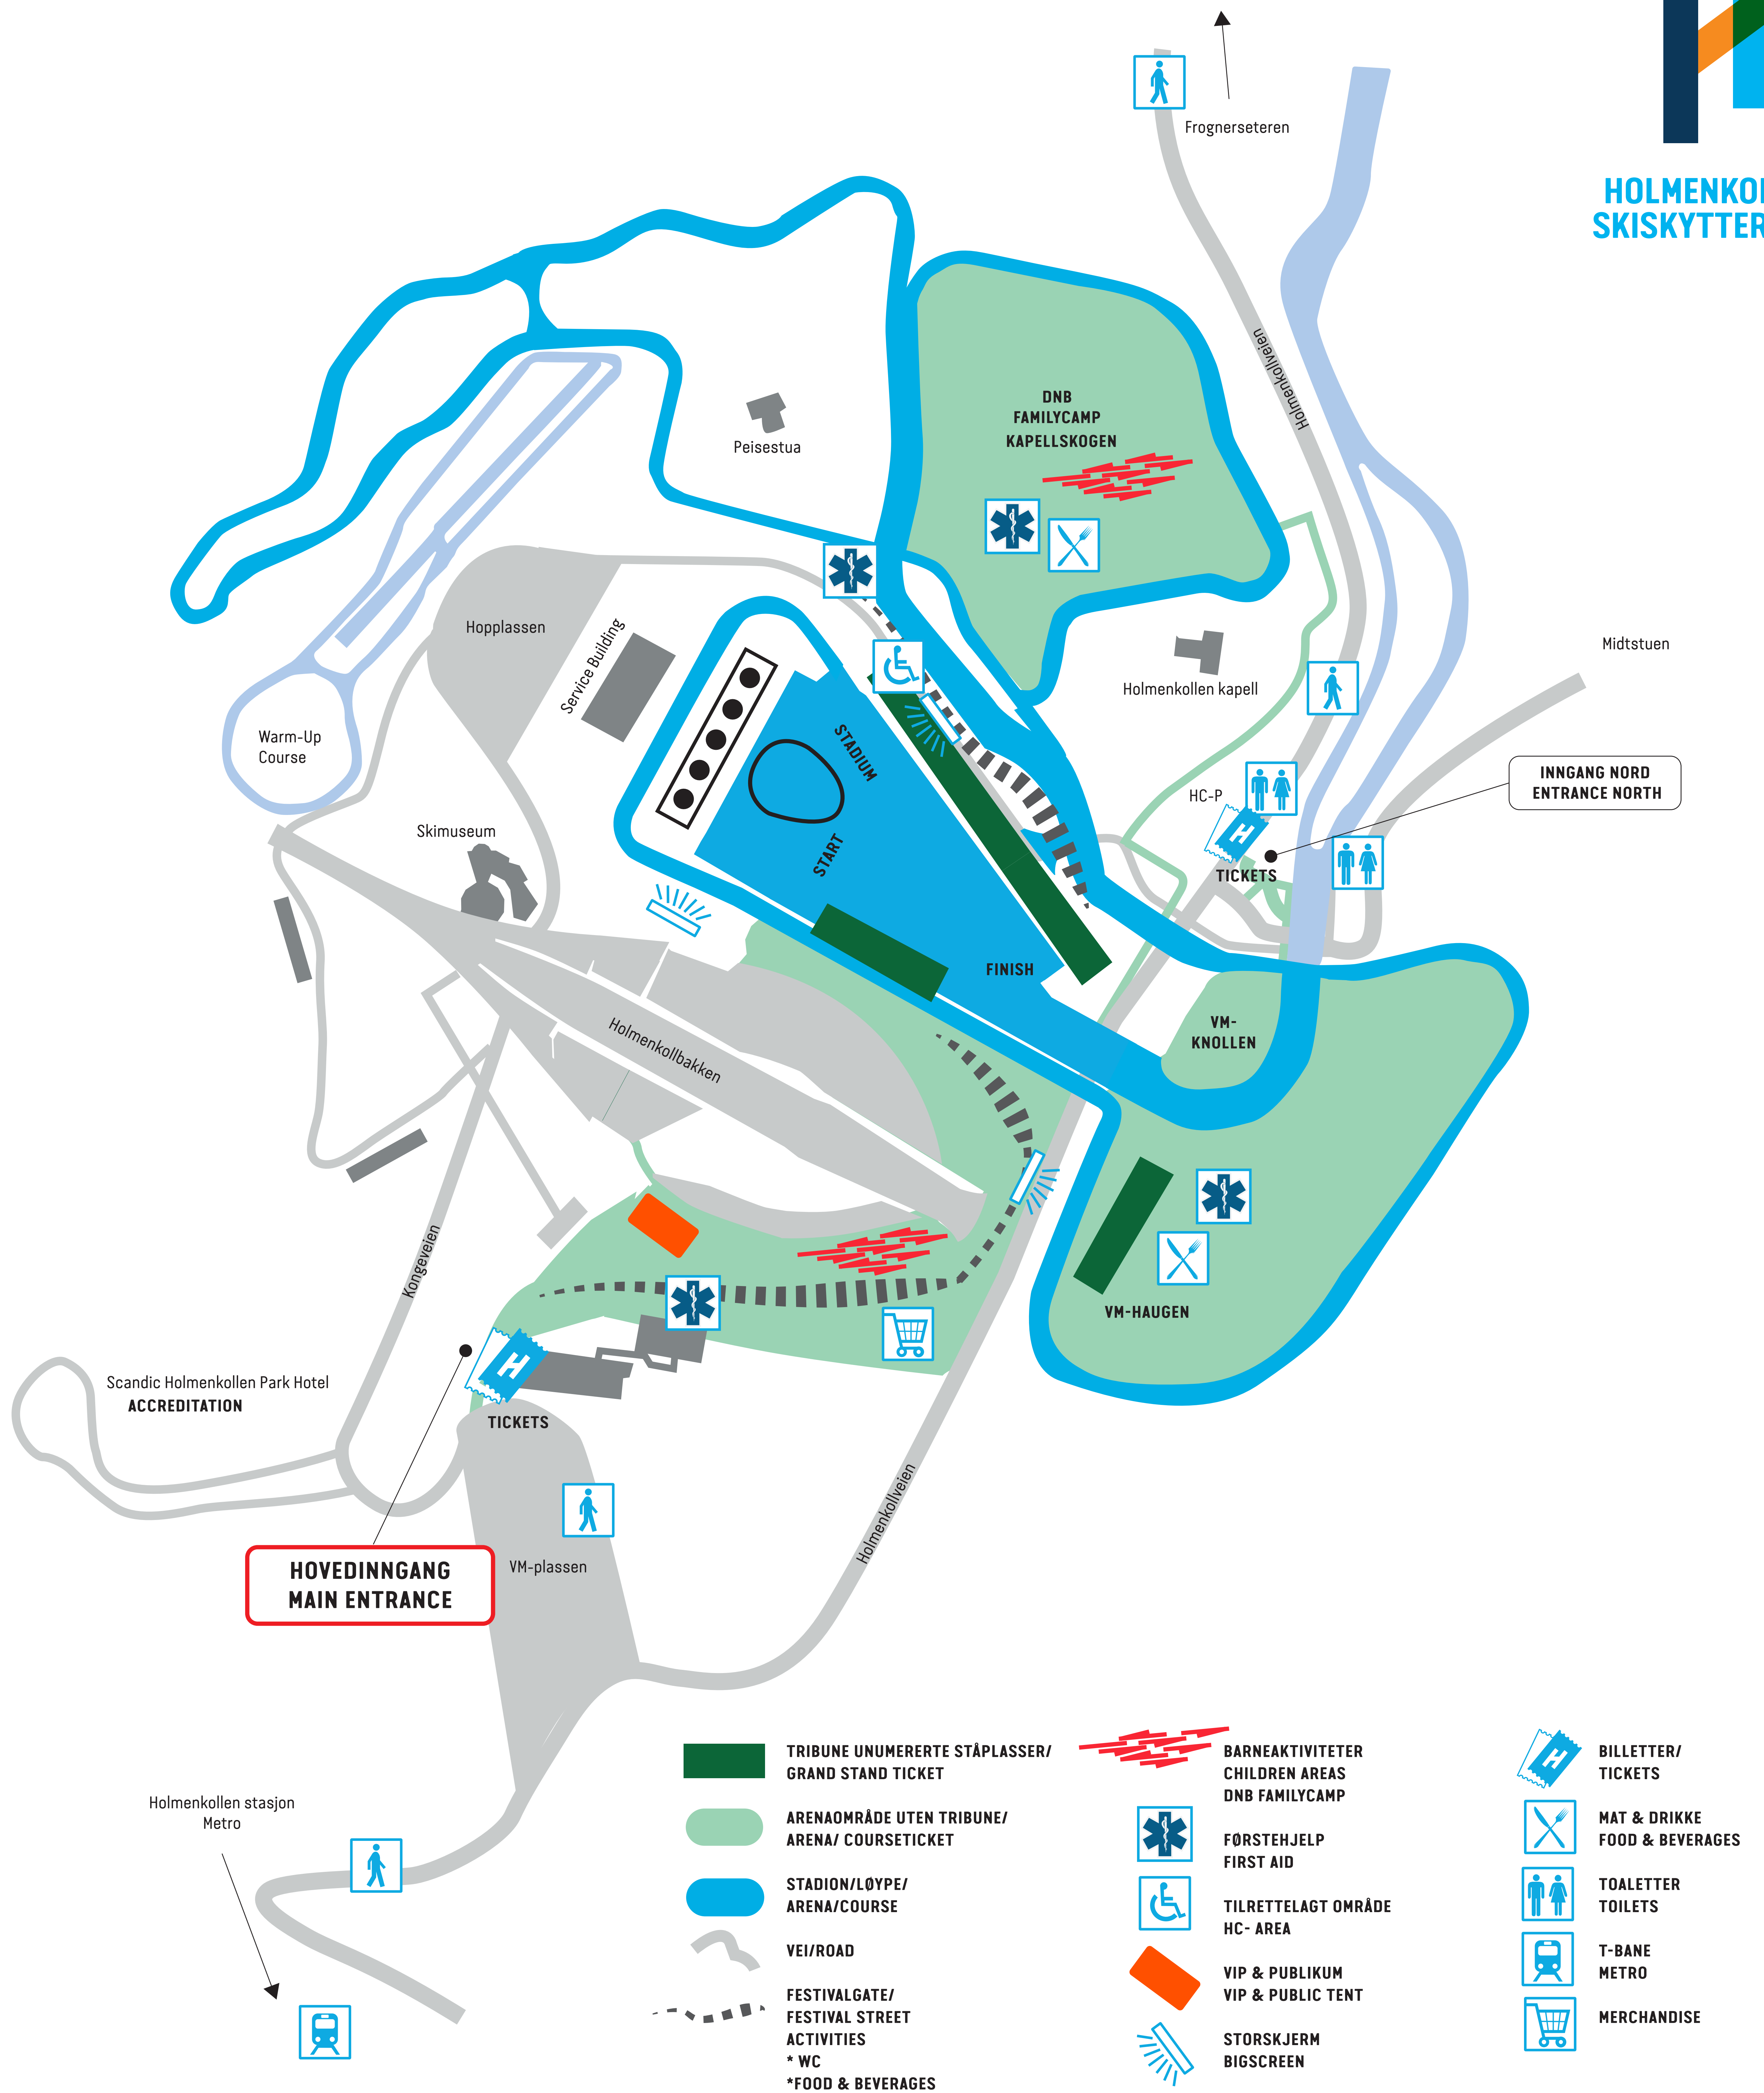 Frognerseteren
HOLMENKO
SKISKYTTER
Holmenkollveien
DNB
FAMILYCAMP
KAPELLSKOGEN
Peisestua
Hopplassen
Service Building
Midtstuen
Holmenkollen kapell
Warm-Up
Course
STADIUM
INNGANG NORD
ENTRANCE NORTH
HC-P
H
Skimuseum
START
TICKETS
FINISH
VM-
KNOLLEN
Holmenkollbakken
Kongeveien
VM-HAUGEN
H
Scandic Holmenkollen Park Hotel
ACCREDITATION
TICKETS
Holmenkollveien
HOVEDINNGANG
MAIN ENTRANCE
VM-plassen
Holmenkollen stasjon
Metro
TRIBUNE UNUMERERTE STÅPLASSER/
GRAND STAND TICKET
ARENAOMRÅDE UTEN TRIBUNE/
ARENA/ COURSETICKET
STADION/LØYPE/
ARENA/COURSE
VEI/ROAD
FESTIVALGATE/
FESTIVAL STREET
ACTIVITIES
* WC
*FOOD & BEVERAGES
BARNEAKTIVITETER
CHILDREN AREAS
DNB FAMILYCAMP
FØRSTEHJELP
FIRST AID
TILRETTELAGT OMRÅDE
HC- AREA
VIP & PUBLIKUM
VIP & PUBLIC TENT
STORSKJERM
BIGSCREEN
H
BILLETTER/
TICKETS
MAT & DRIKKE
FOOD & BEVERAGES
TOALETTER
TOILETS
T-BANE
METRO
MERCHANDISE